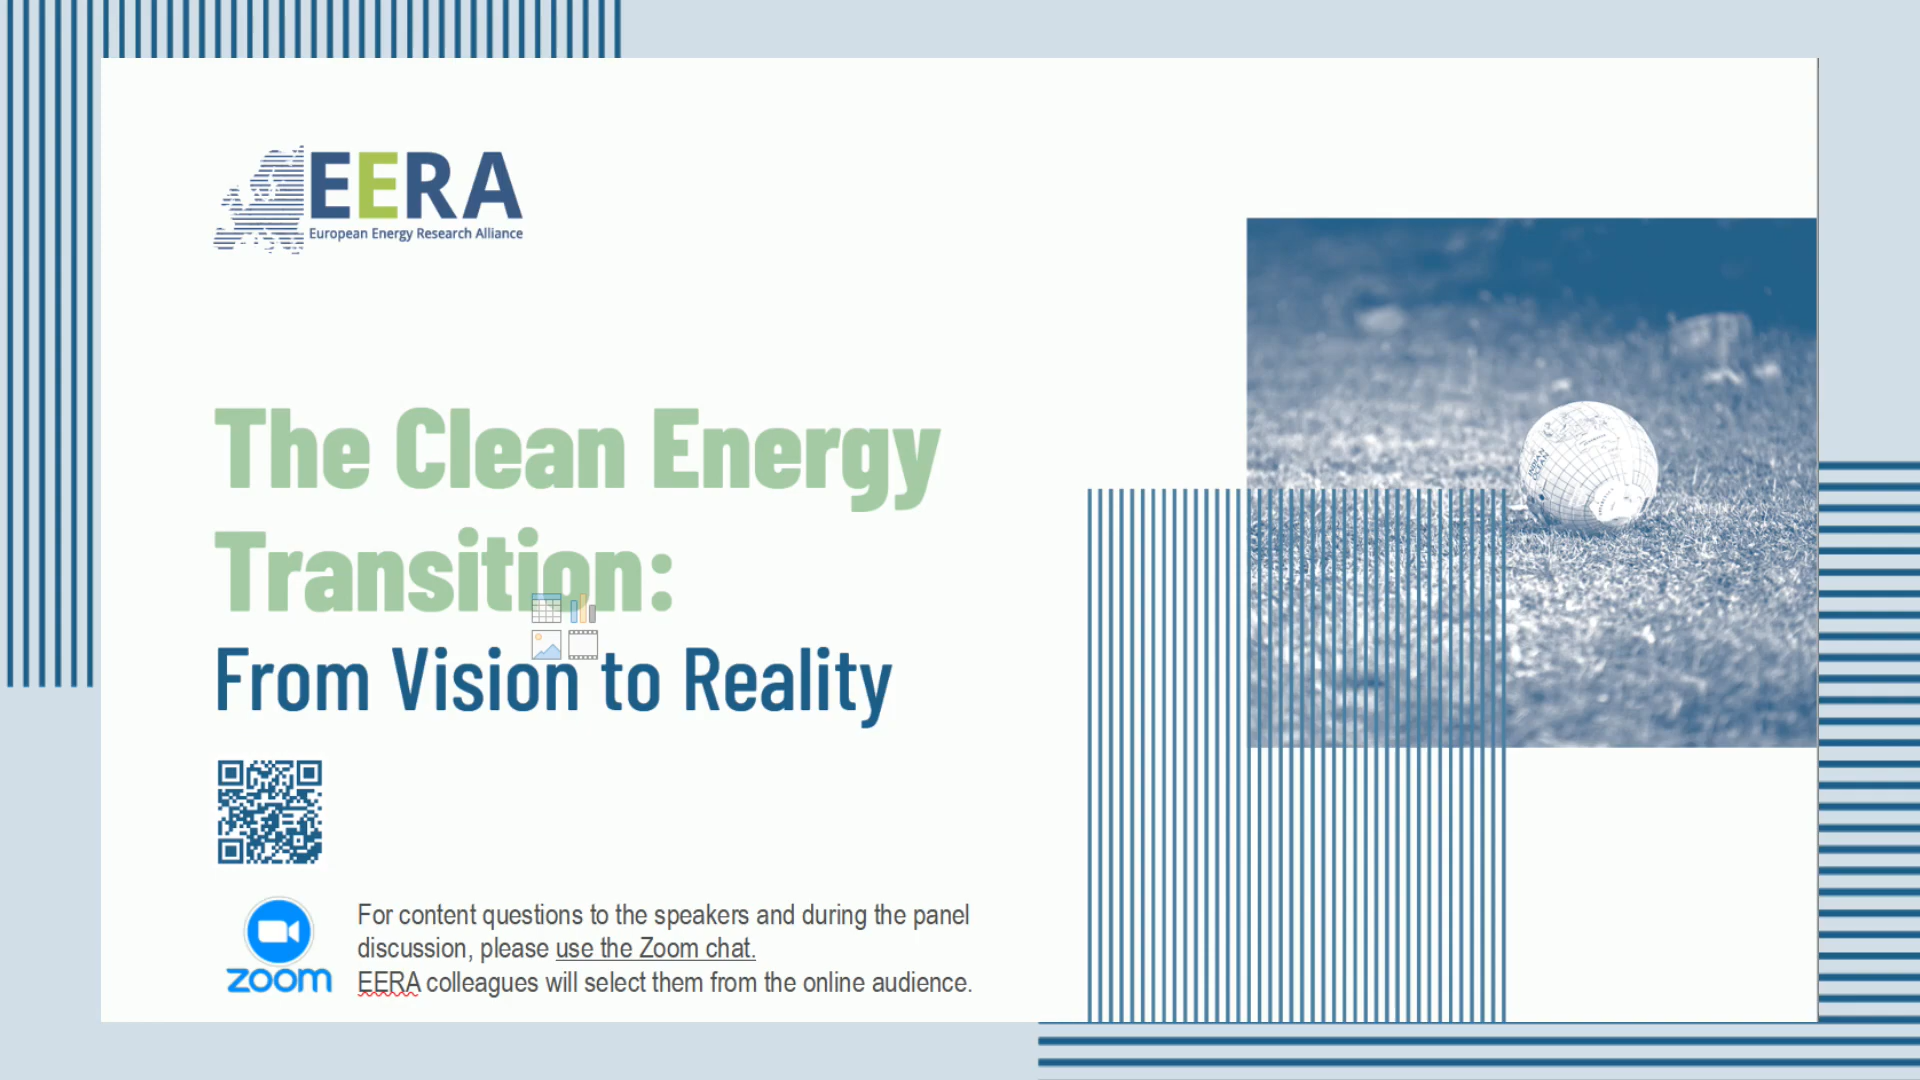 EERA
European Energy Research Alliance
The Clean Energy
Transition:
From Vision to Reality
INDIAN
OCEAN
zoom
For content questions to the speakers and during the panel
discussion, please use the Zoom chat.
EERA colleagues will select them from the online audience.